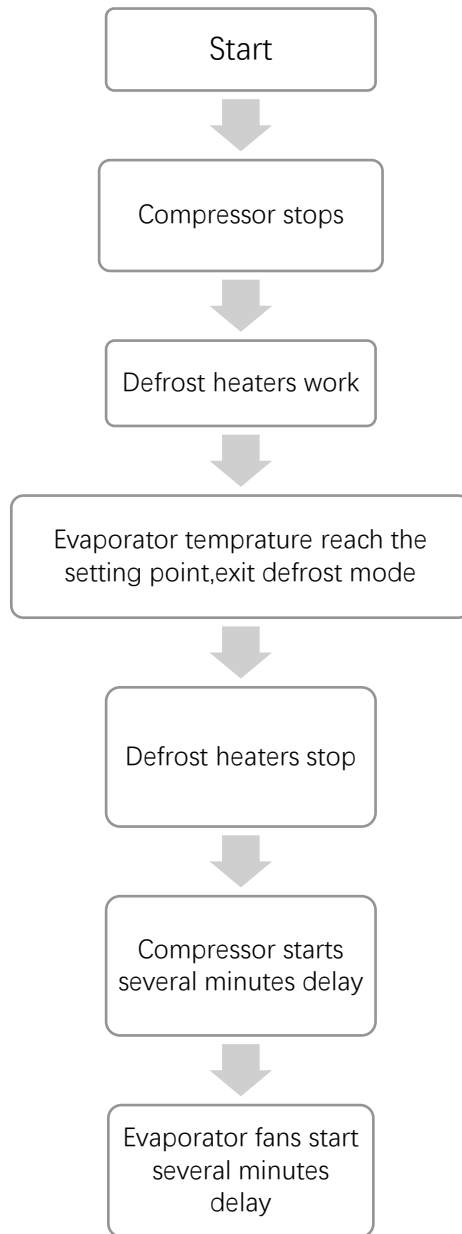 Start
Compressor stops
Defrost heaters work
Evaporator temprature reach the
setting point,exit defrost mode
Defrost heaters stop
Compressor starts
several minutes delay
Evaporator fans start
several minutes
delay